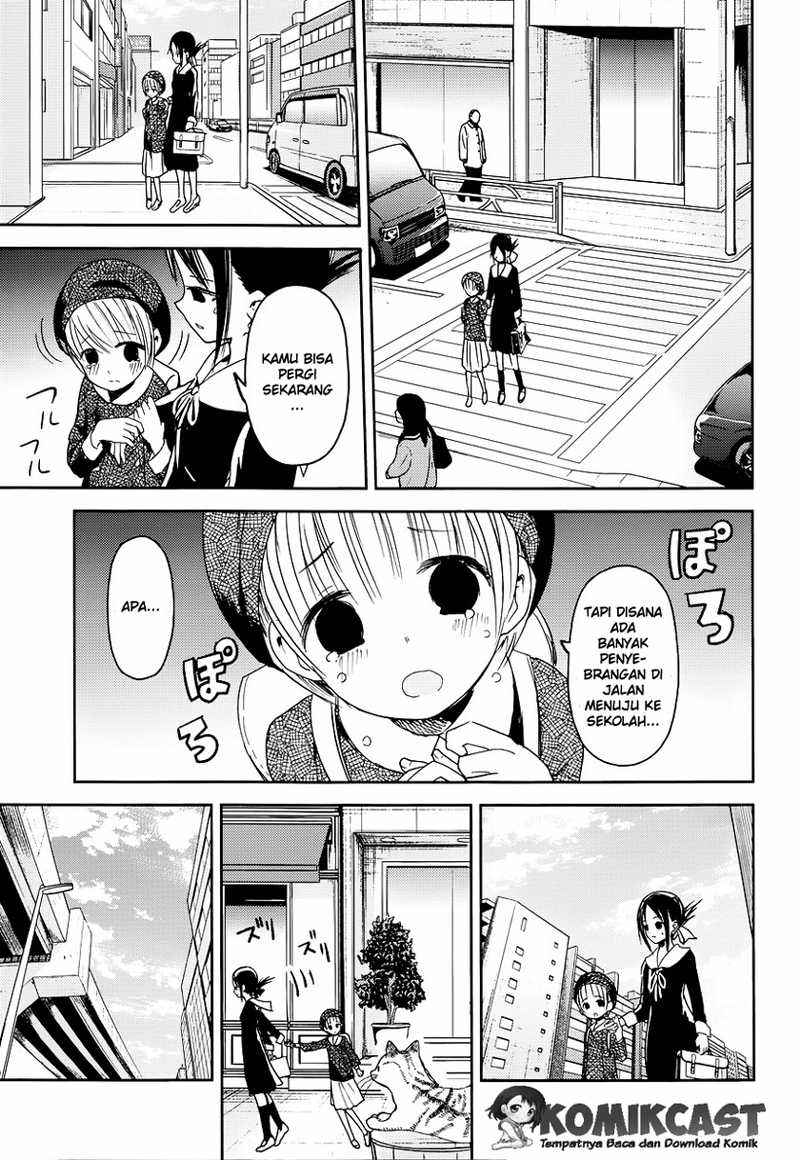 KAMU BISA
PERGI
SEKARANG
...
フル
フル
TAPI DISANA
ADA
BANYAK
PENYE-
BRANGAN DI
JALAN
MENUJU KE
SEKOLAH...
ぽろ
APA...
ぽろ
ズリ
ズリ
KOMIKCAST
Tempatnya Baca dan Download Komik